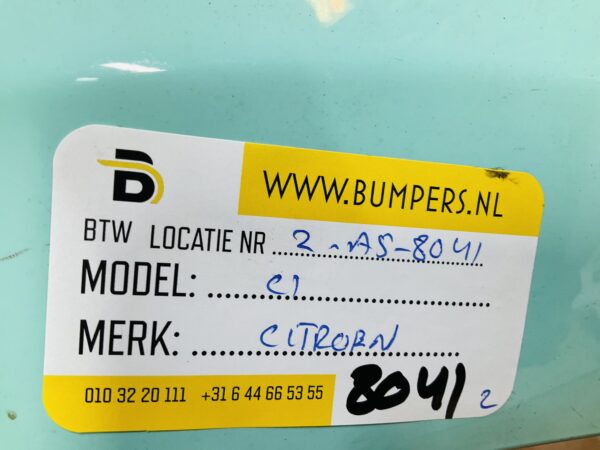 B
WWW.BUMPERS.NL
BTW LOCATIE NR 2-AS-8041
MODEL: C1
MERK: CITROEN
010 32 20 111 +31 6 44 66 53 55
8041 2